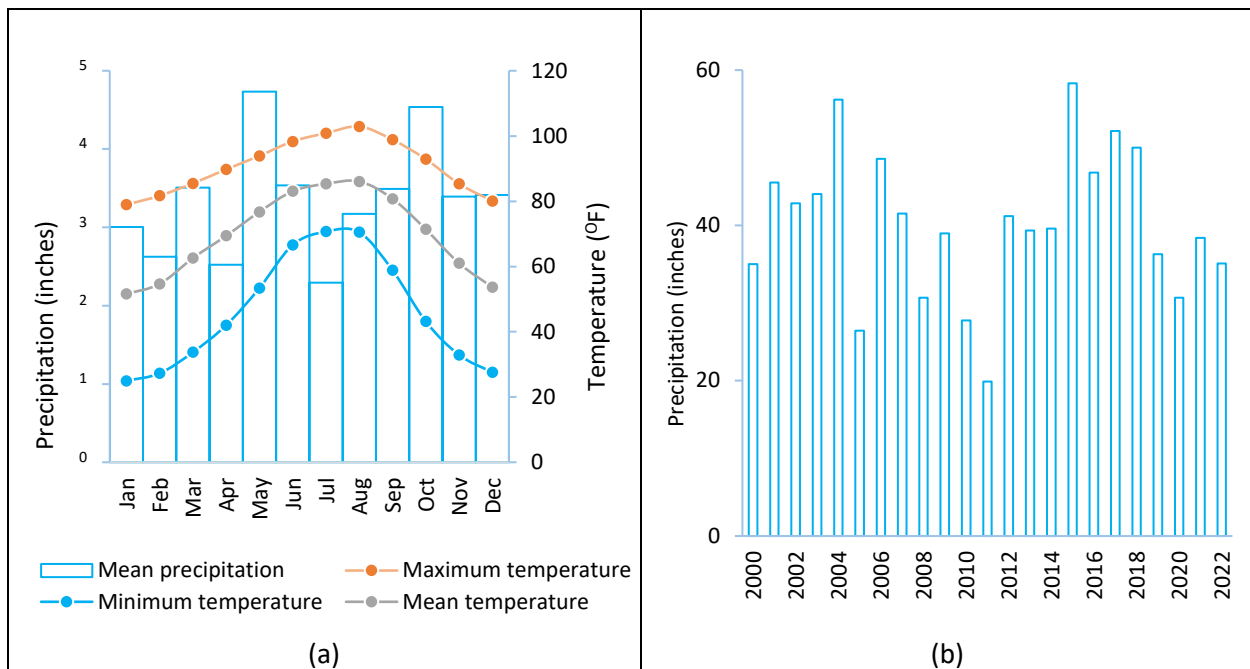 5
4
3
2
1
0
Precipitation (inches)
120
100
80
60
40
20
0
Temperature (⁰F)
Jan
Feb
Mar
Apr
May
Jun
Jul
Aug
Sep
Oct
Nov
Dec
Mean precipitation
Maximum temperature
Minimum temperature
Mean temperature
(a)
60
40
20
0
Precipitation (inches)
2000
2002
2004
2006
2008
2010
2012
2014
2016
2018
2020
2022
(b)